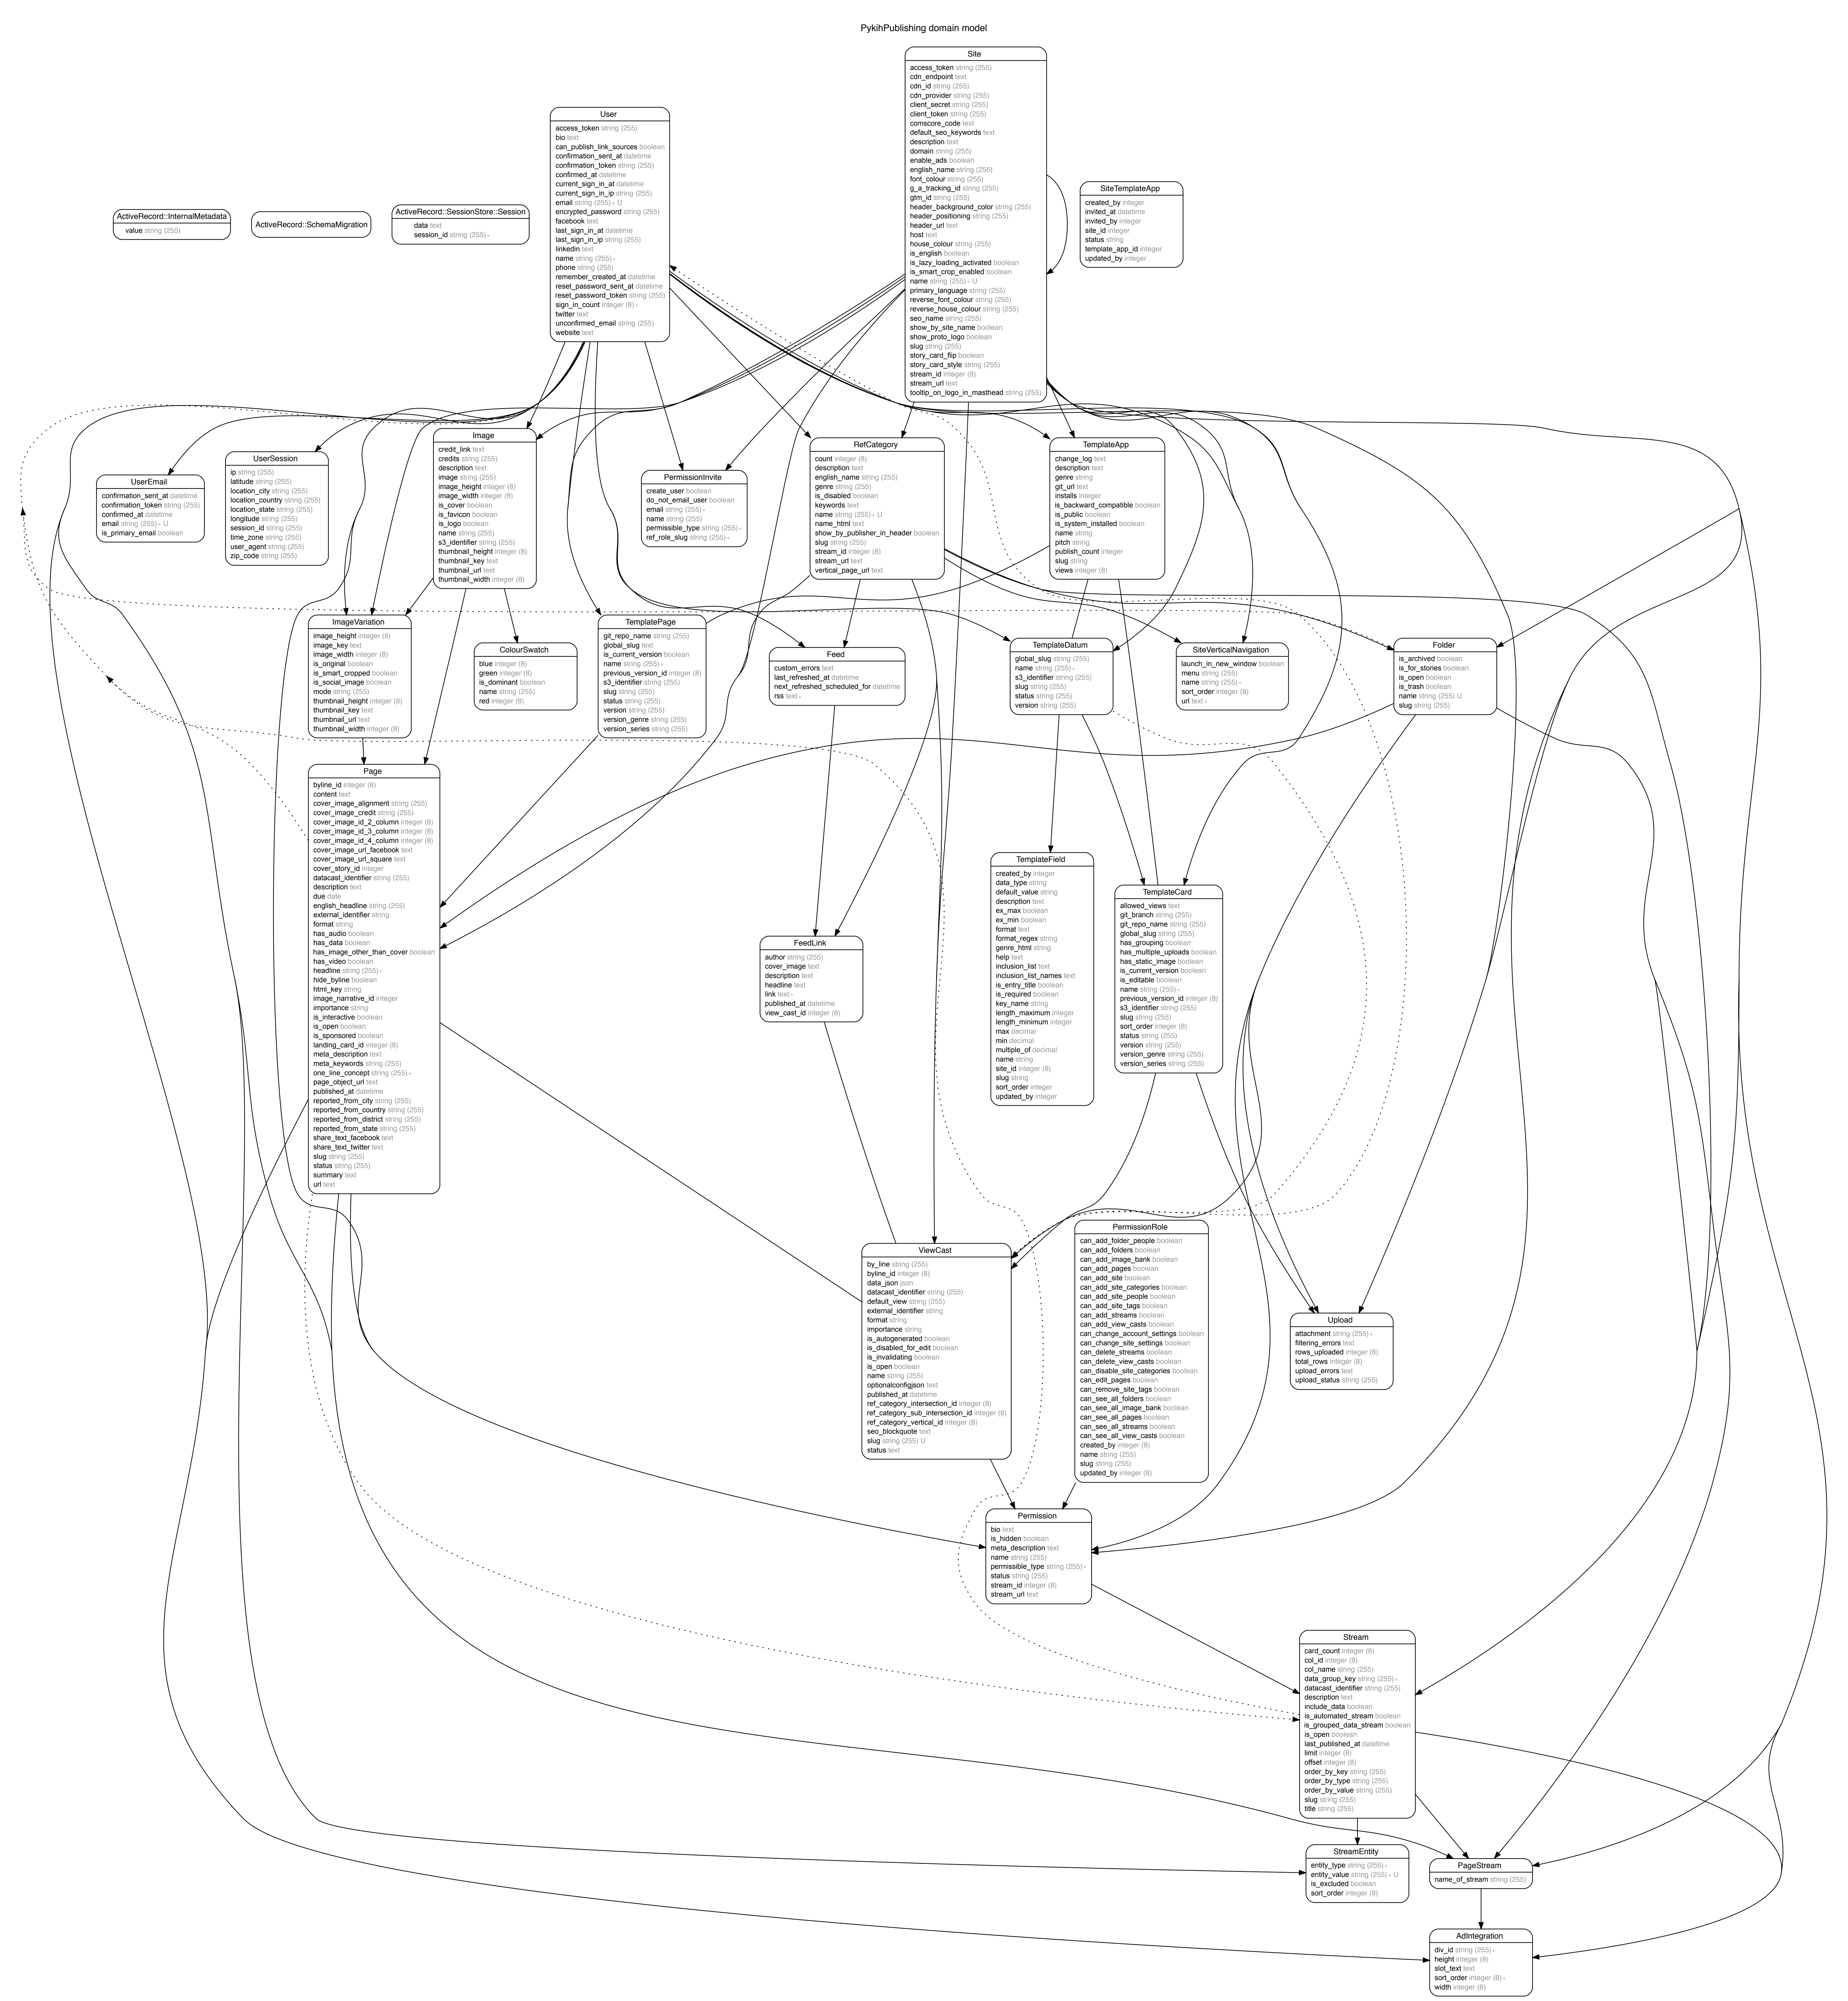 PykihPublishing domain model
Site
access_token string (255)
cdn_endpoint text
cdn_id string (255)
cdn_provider string (255)
client_secret string (255)
client_token string (255)
comscore_code text
default_seo_keywords text
description text
domain string (255)
enable_ads boolean
english_name string (255)
font_colour string (255)
g_a_tracking_id string (255)
gtm_id string (255)
header_background_color string (255)
header_positioning string (255)
header_url text
host text
house_colour string (255)
is_english boolean
is_lazy_loading_activated boolean
is_smart_crop_enabled boolean
name string (255) ∗ U
primary_language string (255)
reverse_font_colour string (255)
reverse_house_colour string (255)
seo_name string (255)
show_by_site_name boolean
show_proto_logo boolean
slug string (255)
story_card_flip boolean
story_card_style string (255)
stream_id integer (8)
stream_url text
tooltip_on_logo_in_masthead string (255)
User
access_token string (255)
bio text
can_publish_link_sources boolean
confirmation_sent_at datetime
confirmation_token string (255)
confirmed_at datetime
current_sign_in_at datetime
current_sign_in_ip string (255)
email string (255) ∗ U
encrypted_password string (255)
facebook text
last_sign_in_at datetime
last_sign_in_ip string (255)
linkedin text
name string (255) ∗
phone string (255)
remember_created_at datetime
reset_password_sent_at datetime
reset_password_token string (255)
sign_in_count integer (8) ∗
twitter text
unconfirmed_email string (255)
website text
SiteTemplateApp
created_by integer
invited_at datetime
invited_by integer
site_id integer
status string
template_app_id integer
updated_by integer
ActiveRecord::InternalMetadata
value string (255)
ActiveRecord::SchemaMigration
ActiveRecord::SessionStore::Session
data text
session_id string (255) ∗
UserEmail
confirmation_sent_at datetime
confirmation_token string (255)
confirmed_at datetime
email string (255) ∗ U
is_primary_email boolean
UserSession
ip string (255)
latitude string (255)
location_city string (255)
location_country string (255)
location_state string (255)
longitude string (255)
session_id string (255)
time_zone string (255)
user_agent string (255)
zip_code string (255)
Image
credit_link text
credits string (255)
description text
image string (255)
image_height integer (8)
image_width integer (8)
is_cover boolean
is_favicon boolean
is_logo boolean
name string (255)
s3_identifier string (255)
thumbnail_height integer (8)
thumbnail_key text
thumbnail_url text
thumbnail_width integer (8)
PermissionInvite
create_user boolean
do_not_email_user boolean
email string (255) ∗
name string (255)
permissible_type string (255) ∗
ref_role_slug string (255) ∗
RefCategory
count integer (8)
description text
english_name string (255)
genre string (255)
is_disabled boolean
keywords text
name string (255) ∗ U
name_html text
show_by_publisher_in_header boolean
slug string (255)
stream_id integer (8)
stream_url text
vertical_page_url text
TemplateApp
change_log text
description text
genre string
git_url text
installs integer
is_backward_compatible boolean
is_public boolean
is_system_installed boolean
name string
pitch string
publish_count integer
slug string
views integer (8)
ImageVariation
image_height integer (8)
image_key text
image_width integer (8)
is_original boolean
is_smart_cropped boolean
is_social_image boolean
mode string (255)
thumbnail_height integer (8)
thumbnail_key text
thumbnail_url text
thumbnail_width integer (8)
ColourSwatch
blue integer (8)
green integer (8)
is_dominant boolean
name string (255)
red integer (8)
TemplatePage
git_repo_name string (255)
global_slug text
is_current_version boolean
name string (255) ∗
previous_version_id integer (8)
s3_identifier string (255)
slug string (255)
status string (255)
version string (255)
version_genre string (255)
version_series string (255)
Feed
custom_errors text
last_refreshed_at datetime
next_refreshed_scheduled_for datetime
rss text ∗
TemplateDatum
global_slug string (255)
name string (255) ∗
s3_identifier string (255)
slug string (255)
status string (255)
version string (255)
SiteVerticalNavigation
launch_in_new_window boolean
menu string (255)
name string (255) ∗
sort_order integer (8)
url text ∗
Folder
is_archived boolean
is_for_stories boolean
is_open boolean
is_trash boolean
name string (255) U
slug string (255)
Page
byline_id integer (8)
content text
cover_image_alignment string (255)
cover_image_credit string (255)
cover_image_id_2_column integer (8)
cover_image_id_3_column integer (8)
cover_image_id_4_column integer (8)
cover_image_url_facebook text
cover_image_url_square text
cover_story_id integer
datacast_identifier string (255)
description text
due date
english_headline string (255)
external_identifier string
format string
has_audio boolean
has_data boolean
has_image_other_than_cover boolean
has_video boolean
headline string (255) ∗
hide_byline boolean
html_key string
image_narrative_id integer
importance string
is_interactive boolean
is_open boolean
is_sponsored boolean
landing_card_id integer (8)
meta_description text
meta_keywords string (255)
one_line_concept string (255) ∗
page_object_url text
published_at datetime
reported_from_city string (255)
reported_from_country string (255)
reported_from_district string (255)
reported_from_state string (255)
share_text_facebook text
share_text_twitter text
slug string (255)
status string (255)
summary text
url text
TemplateField
created_by integer
data_type string
default_value string
description text
ex_max boolean
ex_min boolean
format text
format_regex string
genre_html string
help text
inclusion_list text
inclusion_list_names text
is_entry_title boolean
is_required boolean
key_name string
length_maximum integer
length_minimum integer
max decimal
min decimal
multiple_of decimal
name string
site_id integer (8)
slug string
sort_order integer
updated_by integer
TemplateCard
allowed_views text
git_branch string (255)
git_repo_name string (255)
global_slug string (255)
has_grouping boolean
has_multiple_uploads boolean
has_static_image boolean
is_current_version boolean
is_editable boolean
name string (255) ∗
previous_version_id integer (8)
s3_identifier string (255)
slug string (255)
sort_order integer (8)
status string (255)
version string (255)
version_genre string (255)
version_series string (255)
FeedLink
author string (255)
cover_image text
description text
headline text
link text ∗
published_at datetime
view_cast_id integer (8)
ViewCast
by_line string (255)
byline_id integer (8)
data_json json
datacast_identifier string (255)
default_view string (255)
external_identifier string
format string
importance string
is_autogenerated boolean
is_disabled_for_edit boolean
is_invalidating boolean
is_open boolean
name string (255)
optionalconfigjson text
published_at datetime
ref_category_intersection_id integer (8)
ref_category_sub_intersection_id integer (8)
ref_category_vertical_id integer (8)
seo_blockquote text
slug string (255) U
status text
PermissionRole
can_add_folder_people boolean
can_add_folders boolean
can_add_image_bank boolean
can_add_pages boolean
can_add_site boolean
can_add_site_categories boolean
can_add_site_people boolean
can_add_site_tags boolean
can_add_streams boolean
can_add_view_casts boolean
can_change_account_settings boolean
can_change_site_settings boolean
can_delete_streams boolean
can_delete_view_casts boolean
can_disable_site_categories boolean
can_edit_pages boolean
can_remove_site_tags boolean
can_see_all_folders boolean
can_see_all_image_bank boolean
can_see_all_pages boolean
can_see_all_streams boolean
can_see_all_view_casts boolean
created_by integer (8)
name string (255)
slug string (255)
updated_by integer (8)
Upload
attachment string (255) ∗
filtering_errors text
rows_uploaded integer (8)
total_rows integer (8)
upload_errors text
upload_status string (255)
Permission
bio text
is_hidden boolean
meta_description text
name string (255)
permissible_type string (255) ∗
status string (255)
stream_id integer (8)
stream_url text
Stream
card_count integer (8)
col_id integer (8)
col_name string (255)
data_group_key string (255) ∗
datacast_identifier string (255)
description text
include_data boolean
is_automated_stream boolean
is_grouped_data_stream boolean
is_open boolean
last_published_at datetime
limit integer (8)
offset integer (8)
order_by_key string (255)
order_by_type string (255)
order_by_value string (255)
slug string (255)
title string (255)
StreamEntity
entity_type string (255) ∗
entity_value string (255) ∗ U
is_excluded boolean
sort_order integer (8)
PageStream
name_of_stream string (255)
AdIntegration
div_id string (255) ∗
height integer (8)
slot_text text
sort_order integer (8) ∗
width integer (8)